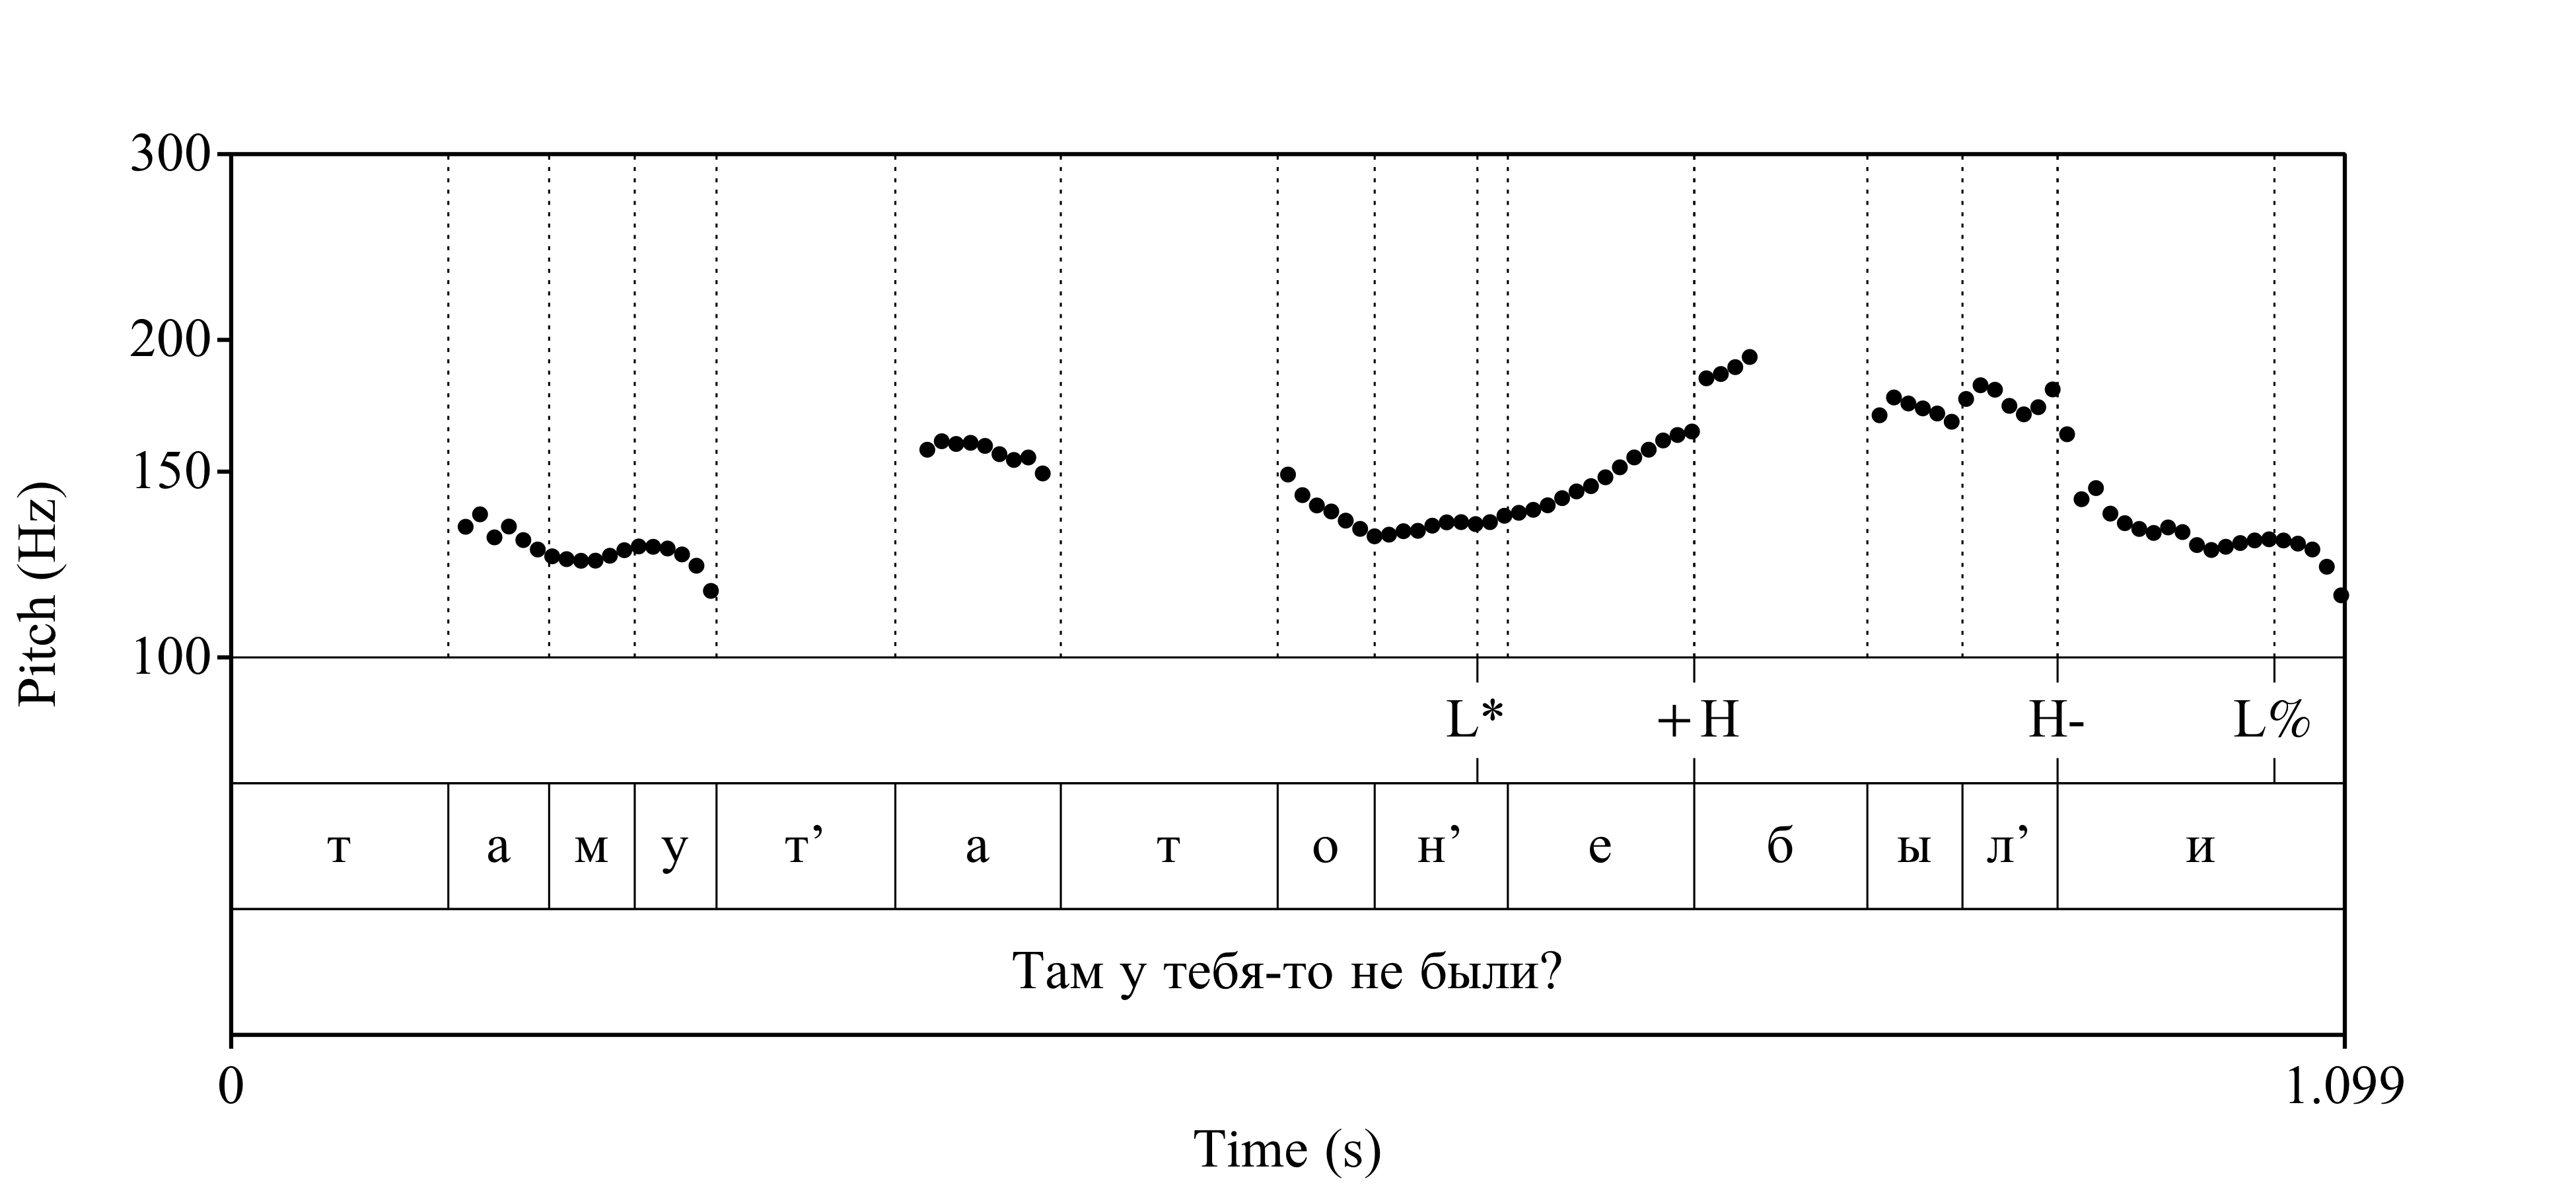 300
200
150
100
Pitch (Hz)
L* +H H- L%
т а м у т’ а т о н’ е б ы л’ и
Там у тебя-то не были?
0 1.099
Time (s)